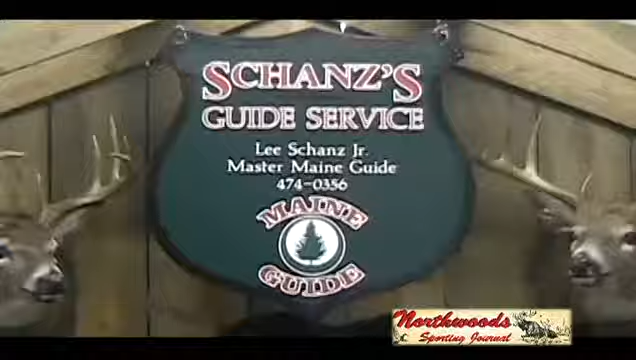 SCHANZ'S
GUIDE SERVICE
Lee Schanz Jr.
Master Maine Guide
474-0356
MAINE
GUIDE
Northwoods
Sporting Journal